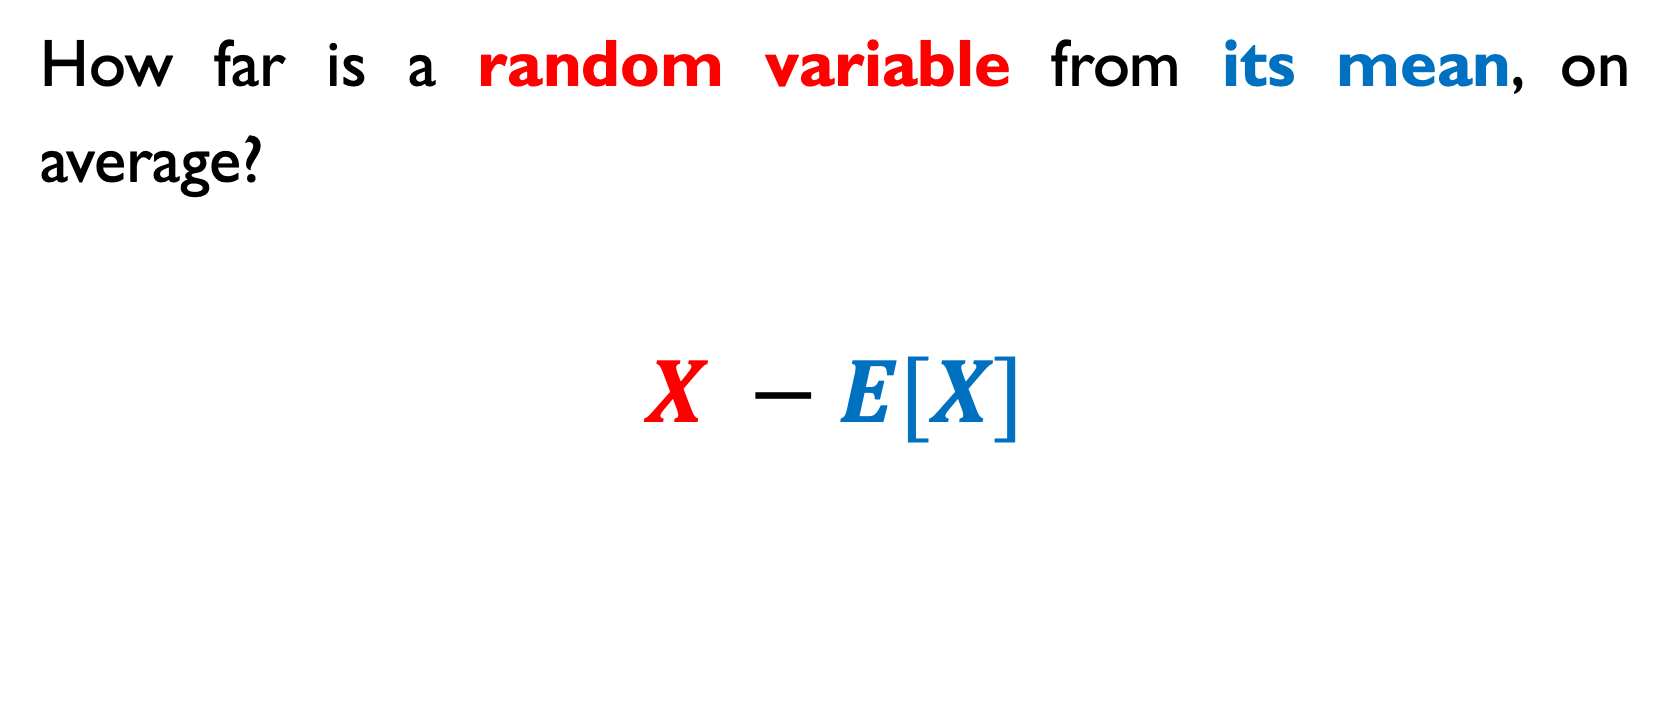 How far is a random variable from its mean, on
average?
X − E[X]